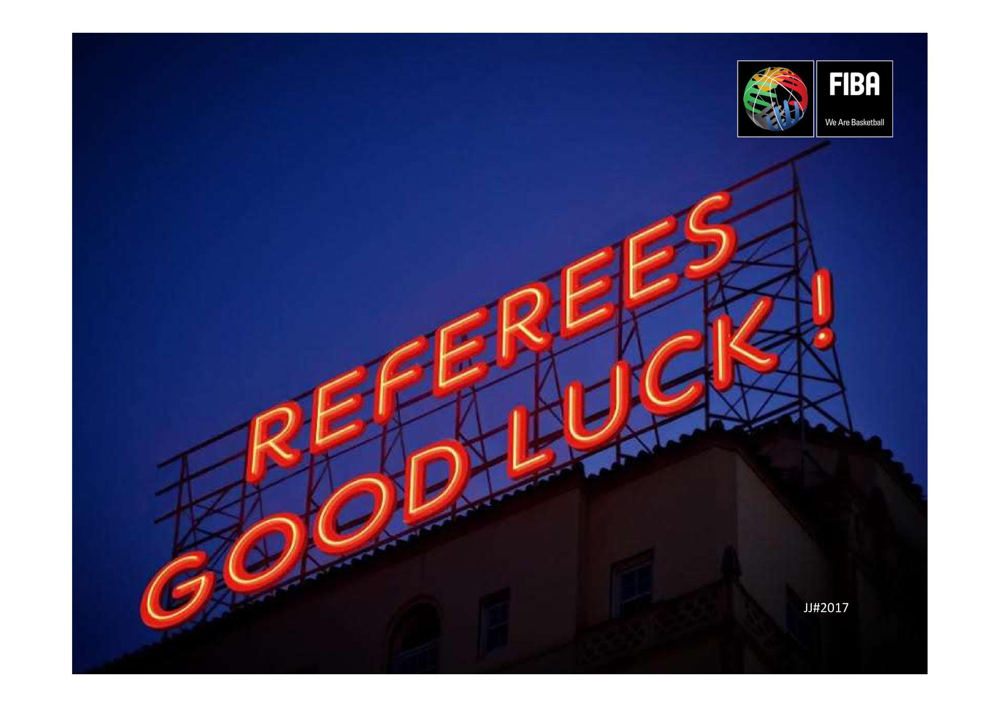 FIBA
We Are Basketball
REFEREES
GOOD LUCK !
JJ#2017